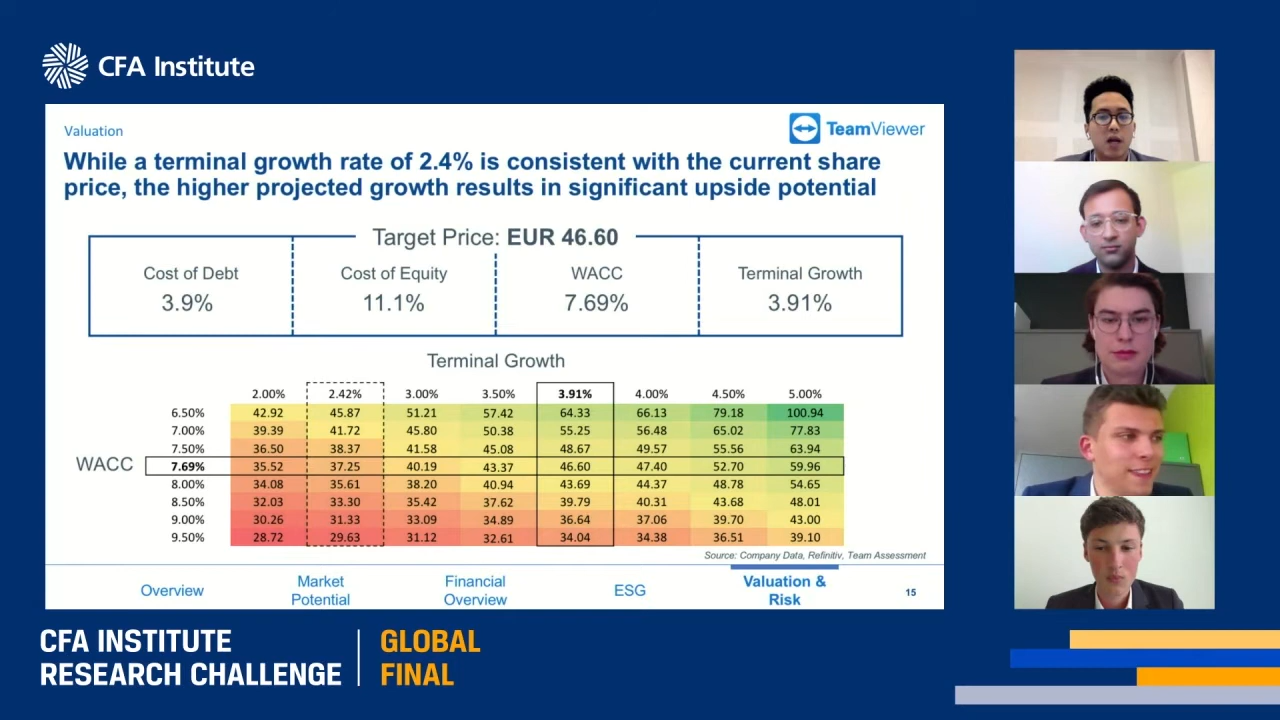 CFA Institute
Valuation
TeamViewer
While a terminal growth rate of 2.4% is consistent with the current share
price, the higher projected growth results in significant upside potential
Target Price: EUR 46.60
Cost of Debt
3.9%
Cost of Equity
11.1%
WACC
7.69%
Terminal Growth
3.91%
Terminal Growth
2.00% 2.42% 3.00% 3.50% 3.91% 4.00% 4.50% 5.00%
6.50% 42.92 45.87 51.21 57.42 64.33 66.13 79.18 100.94
7.00% 39.39 41.72 45.80 50.38 55.25 56.48 65.02 77.83
7.50% 36.50 38.37 41.58 45.08 48.67 49.57 55.56 63.94
WACC
7.69% 35.52 37.25 40.19 43.37 46.60 47.40 52.70 59.96
8.00% 34.08 35.61 38.20 40.94 43.69 44.37 48.78 54.65
8.50% 32.03 33.30 35.42 37.62 39.79 40.31 43.68 48.01
9.00% 30.26 31.33 33.09 34.89 36.64 37.06 39.70 43.00
9.50% 28.72 29.63 31.12 32.61 34.04 34.38 36.51 39.10
Source: Company Data, Refinitiv, Team Assessment
Overview
Market
Potential
Financial
Overview
ESG
Valuation &
Risk
15
CFA INSTITUTE
RESEARCH CHALLENGE
GLOBAL
FINAL